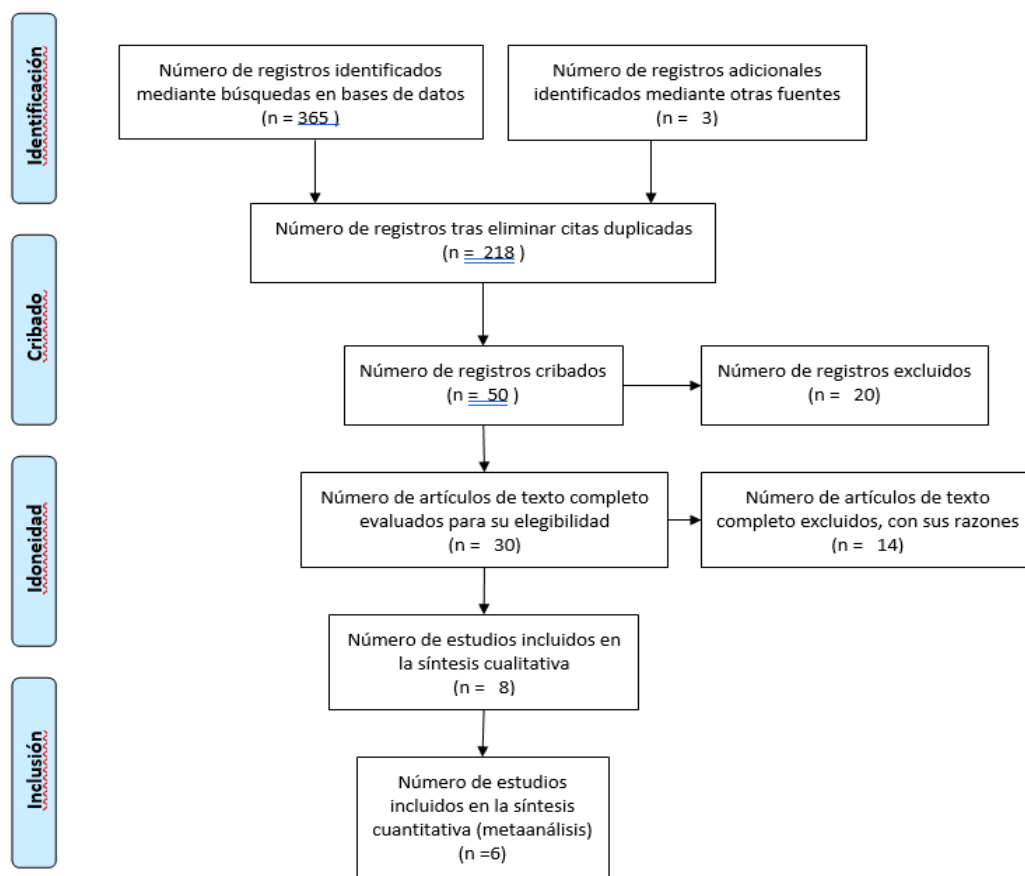 Identificación
Número de registros identificados
mediante búsquedas en bases de datos
(n = 365 )
Número de registros adicionales
identificados mediante otras fuentes
(n =   3)
Número de registros tras eliminar citas duplicadas
(n =  218 )
Cribado
Número de registros cribados
(n =  50 )
Número de registros excluidos
(n =   20)
Idoneidad
Número de artículos de texto completo
evaluados para su elegibilidad
(n =   30)
Número de artículos de texto
completo excluidos, con sus razones
(n =   14)
Número de estudios incluidos en
la síntesis cualitativa
(n =   8)
Inclusión
Número de estudios
incluidos en la síntesis
cuantitativa (metaanálisis)
(n =6)